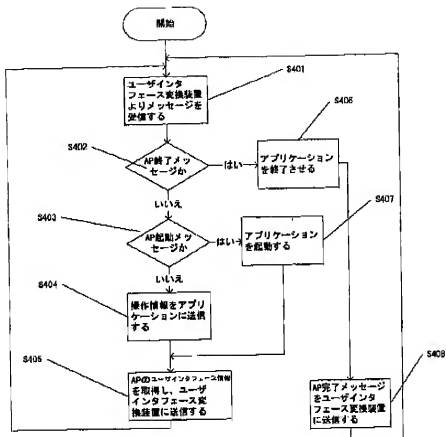 開始
S401
ユーザインタ
フェース変換装置
よりメッセージを
受信する
S402
AP終了メッ
セージか
はい
S406
アプリケーション
を終了させる
いいえ
S403
AP起動メッ
セージか
はい
S407
アプリケーション
を起動する
いいえ
S404
操作情報をアプリ
ケーションに送信
する
S405
APのユーザインタフェース情報
を取得し、ユーザ
インタフェース変
換装置に送信する
S408
AP完了メッセージ
をユーザインタ
フェース変換装置
に送信する